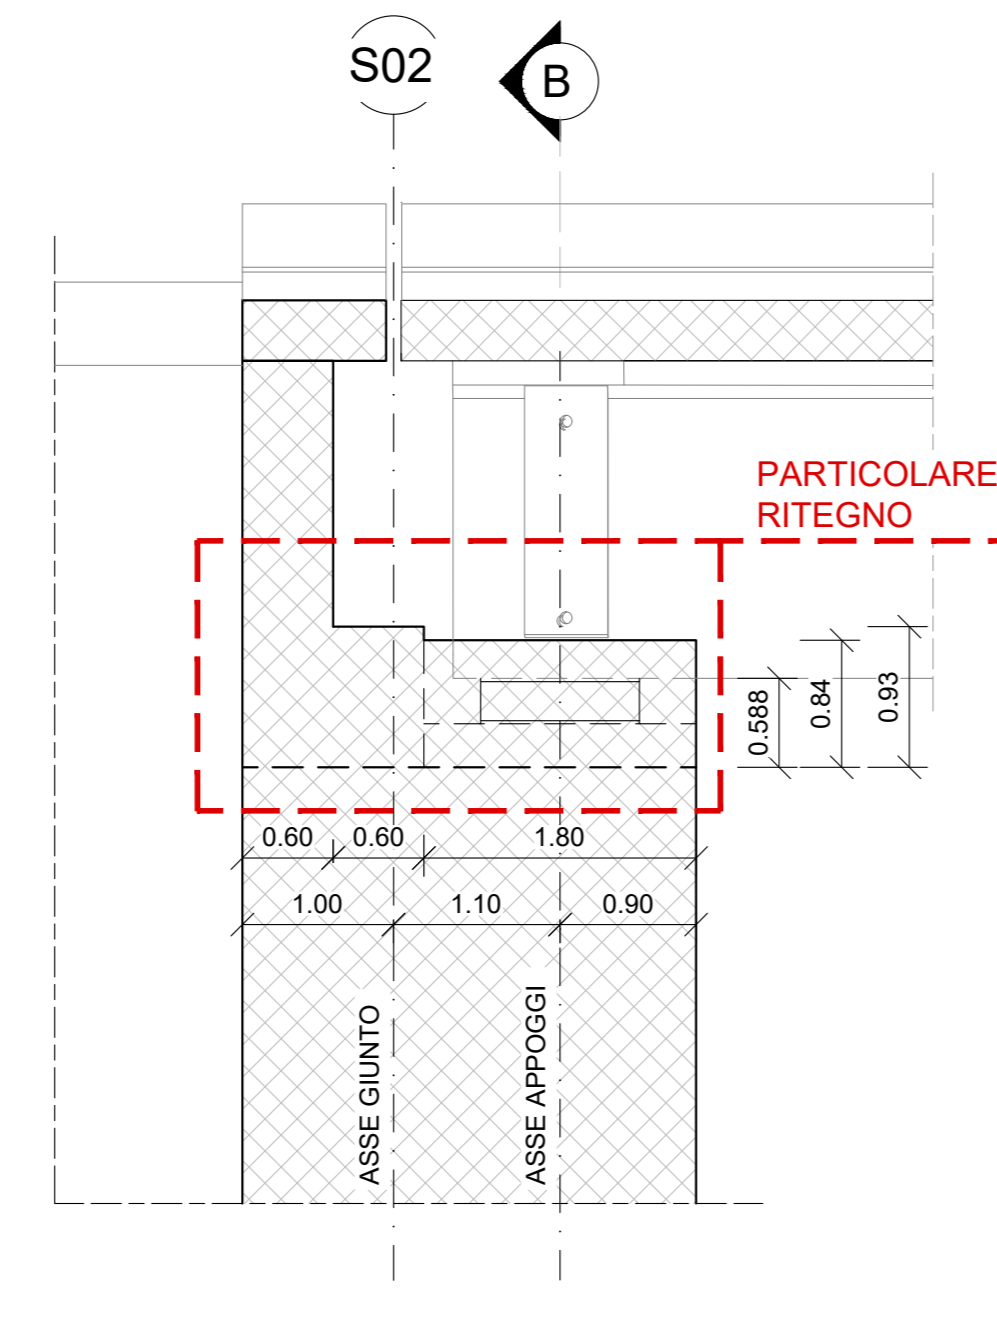 S02
B
PARTICOLARE
RITEGNO
0.588
0.84
0.93
0.60
0.60
1.80
1.00
1.10
0.90
ASSE GIUNTO
ASSE APPOGGI